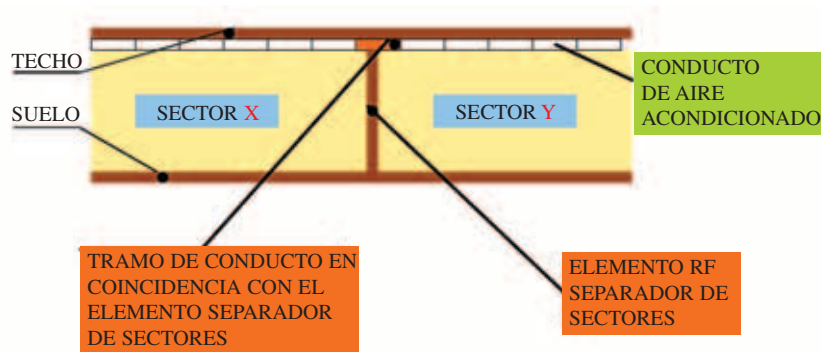 TECHO
SUELO
SECTOR X
SECTOR Y
CONDUCTO
DE AIRE
ACONDICIONADO
TRAMO DE CONDUCTO EN
COINCIDENCIA CON EL
ELEMENTO SEPARADOR
DE SECTORES
ELEMENTO RF
SEPARADOR DE
SECTORES